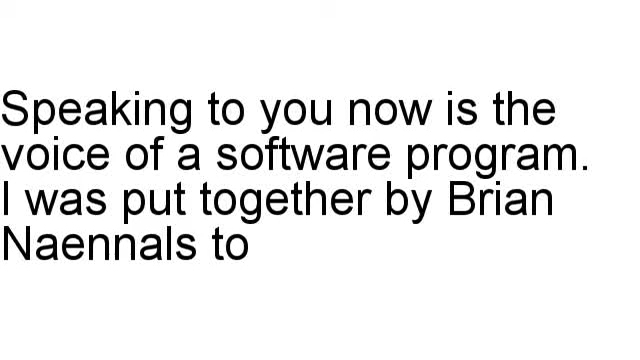 Speaking to you now is the
voice of a software program.
I was put together by Brian
Naennals to